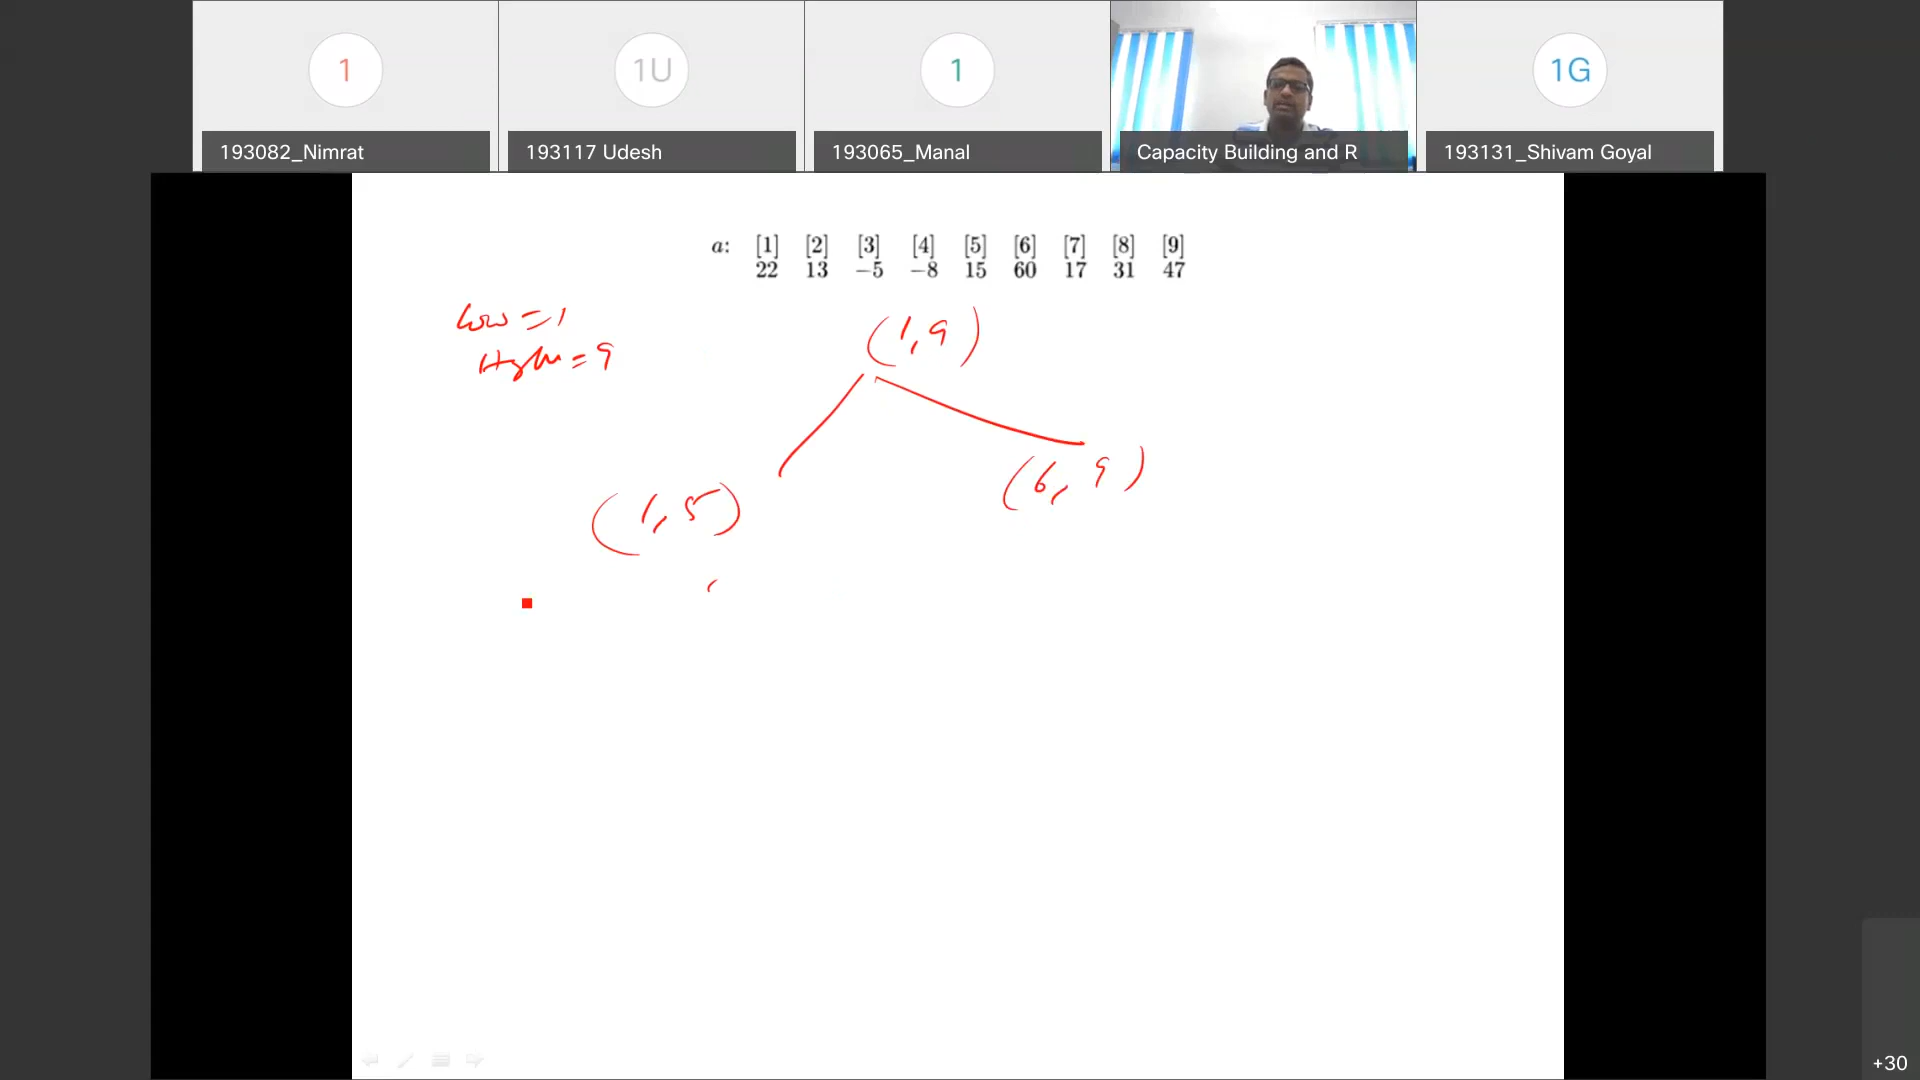 1
1U
1
1G
193082_Nimrat
193117 Udesh
193065_Manal
Capacity Building and R
193131_Shivam Goyal
a: [1] [2] [3] [4] [5] [6] [7] [8] [9]
22 13 −5 −8 15 60 17 31 47
Low = 1
High = 9
(1, 9)
(1, 5)
(6, 9)
+30